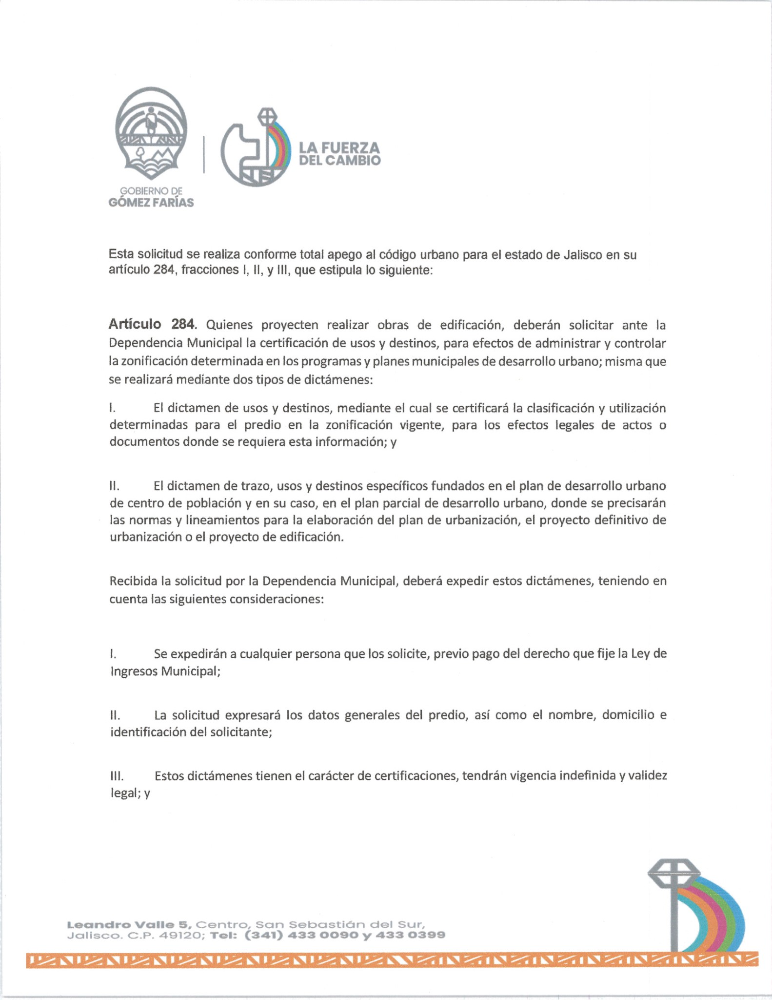 GOBIERNO DE
GÓMEZ FARÍAS
LA FUERZA
DEL CAMBIO
Esta solicitud se realiza conforme total apego al código urbano para el estado de Jalisco en su
artículo 284, fracciones I, II, y III, que estipula lo siguiente:
Artículo 284. Quienes proyecten realizar obras de edificación, deberán solicitar ante la
Dependencia Municipal la certificación de usos y destinos, para efectos de administrar y controlar
la zonificación determinada en los programas y planes municipales de desarrollo urbano; misma que
se realizará mediante dos tipos de dictámenes:
I. El dictamen de usos y destinos, mediante el cual se certificará la clasificación y utilización
determinadas para el predio en la zonificación vigente, para los efectos legales de actos o
documentos donde se requiera esta información; y
II. El dictamen de trazo, usos y destinos específicos fundados en el plan de desarrollo urbano
de centro de población y en su caso, en el plan parcial de desarrollo urbano, donde se precisarán
las normas y lineamientos para la elaboración del plan de urbanización, el proyecto definitivo de
urbanización o el proyecto de edificación.
Recibida la solicitud por la Dependencia Municipal, deberá expedir estos dictámenes, teniendo en
cuenta las siguientes consideraciones:
I. Se expedirán a cualquier persona que los solicite, previo pago del derecho que fije la Ley de
Ingresos Municipal;
II. La solicitud expresará los datos generales del predio, así como el nombre, domicilio e
identificación del solicitante;
III. Estos dictámenes tienen el carácter de certificaciones, tendrán vigencia indefinida y validez
legal; y
Leandro Valle 5, Centro, San Sebastián del Sur,
Jalisco. C.P. 49120; Tel: (341) 433 0090 y 433 0399